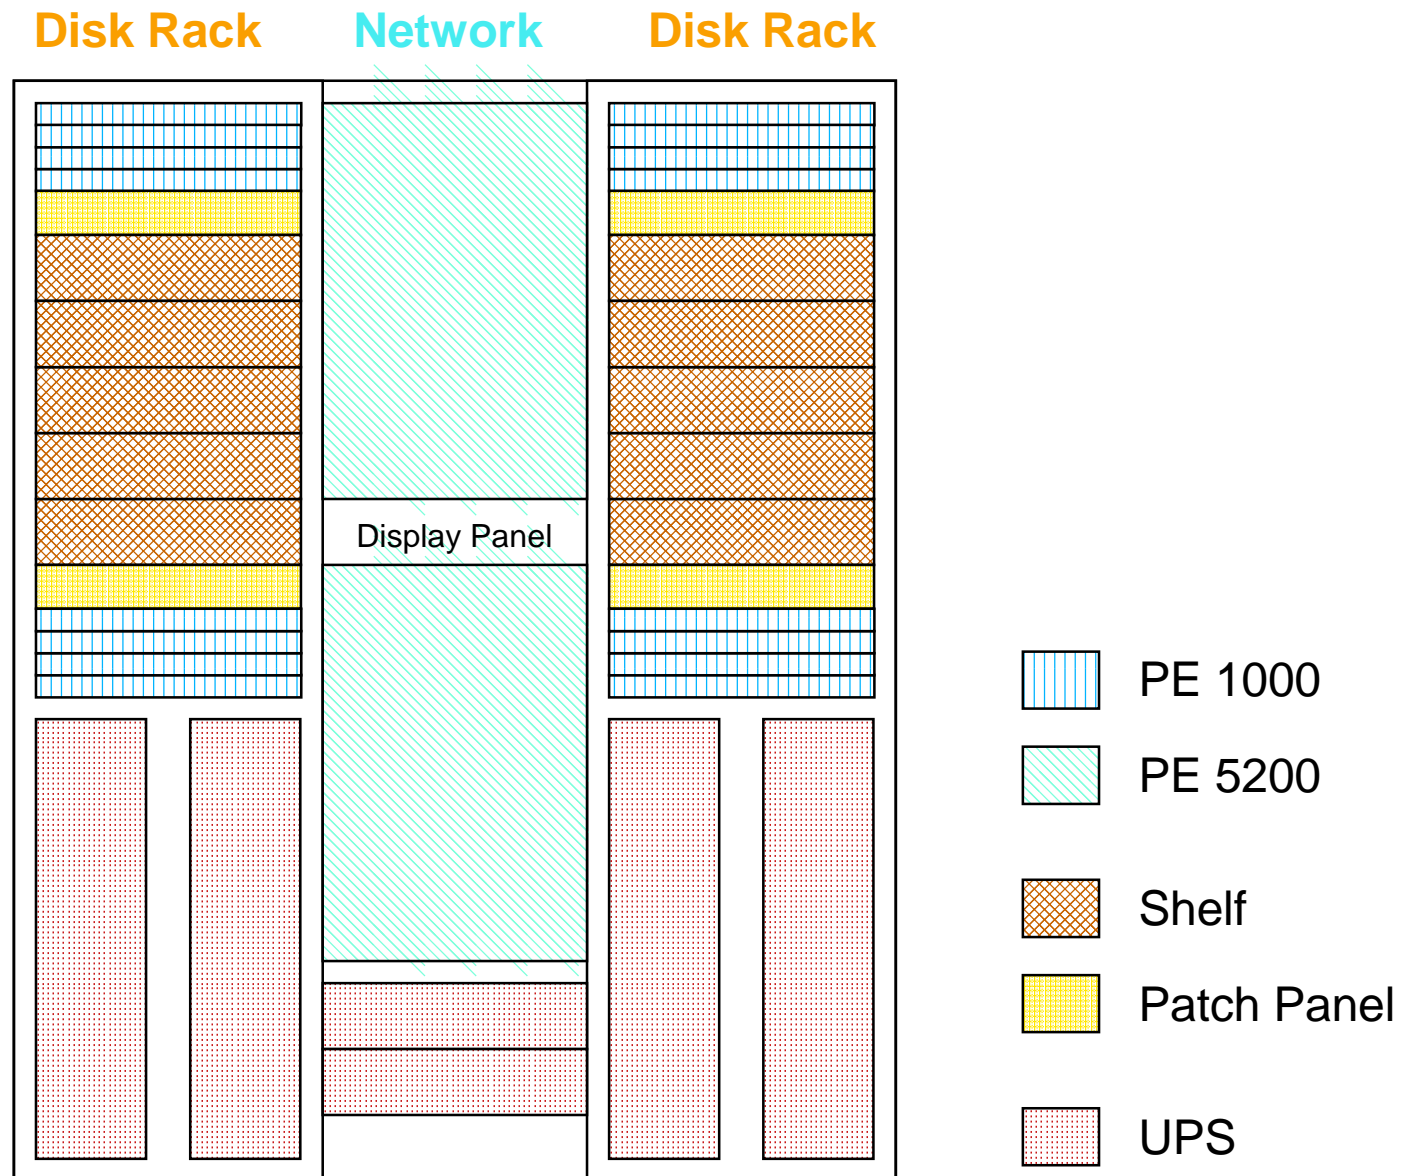 Disk Rack Network Disk Rack
Display Panel
PE 1000
PE 5200
Shelf
Patch Panel
UPS